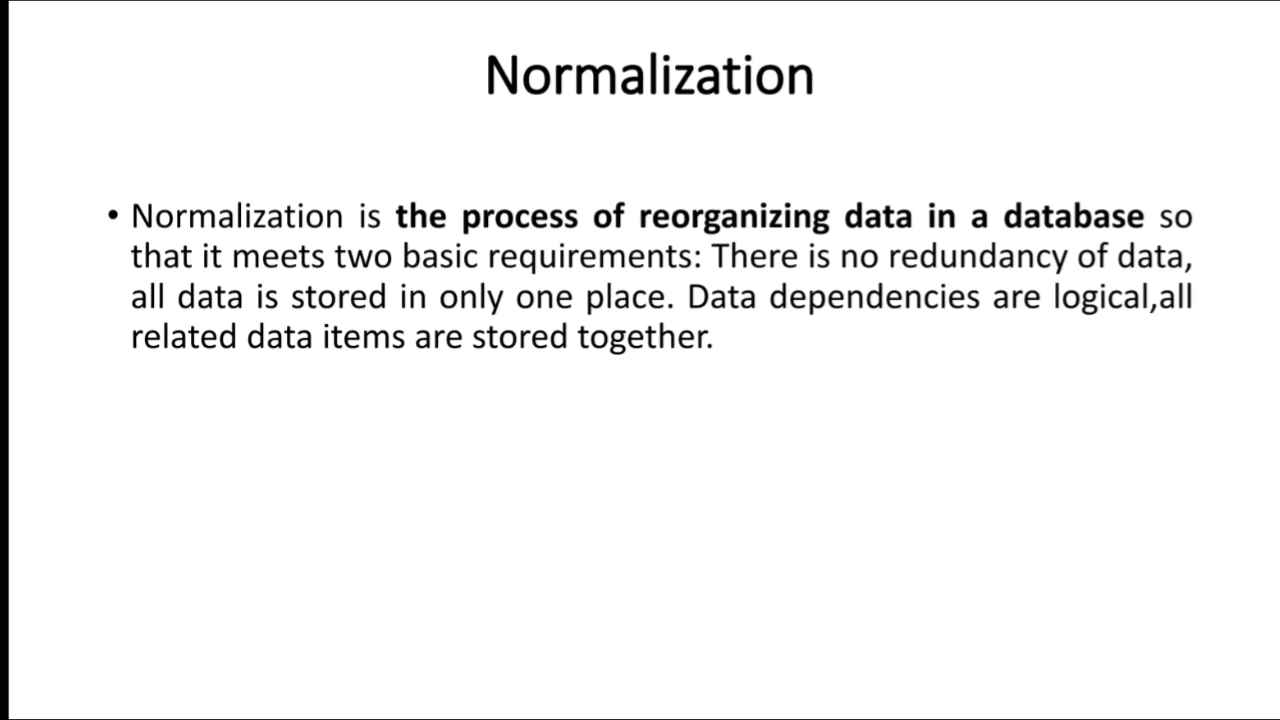 Normalization
• Normalization is the process of reorganizing data in a database so
that it meets two basic requirements: There is no redundancy of data,
all data is stored in only one place. Data dependencies are logical,all
related data items are stored together.